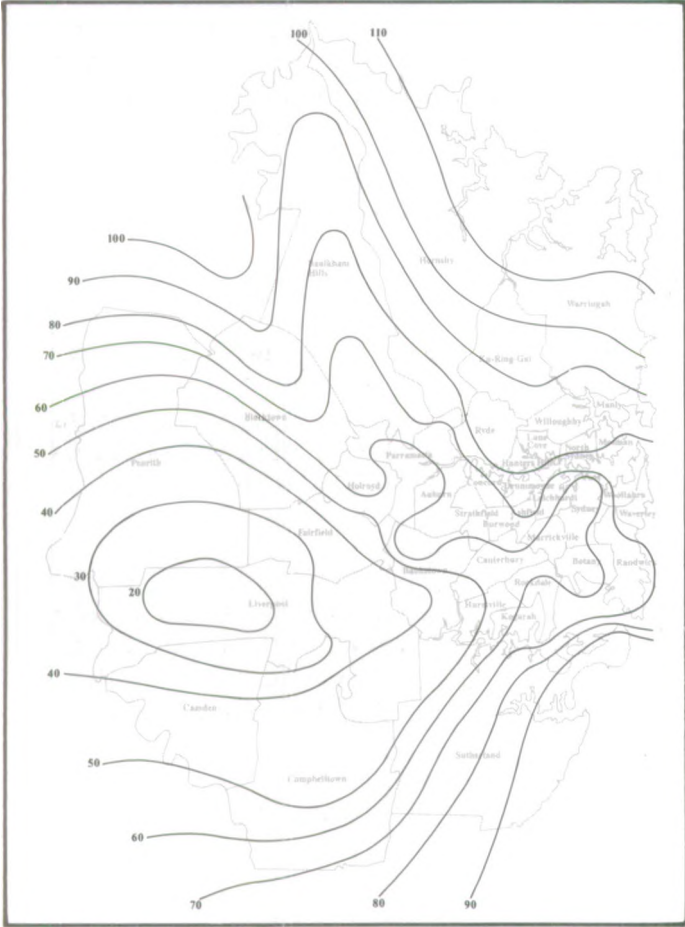 100
110
100
90
80
70
60
50
40
30
20
40
50
60
70
80
90
Baulkham
Hills
Hornsby
Warringah
Ku-Ring-Gai
Blacktown
Penrith
Parramatta
Ryde
Willoughby
Manly
Lane
Cove
North
Mosman
Hunters Hill
Holroyd
Auburn
Concord
Drummoyne
Leichhardt
Woollahra
Strathfield
Burwood
Ashfield
Sydney
Waverley
Fairfield
Marrickville
Canterbury
Botany
Randwick
Bankstown
Rockdale
Liverpool
Hurstville
Kogarah
Camden
Campbelltown
Sutherland